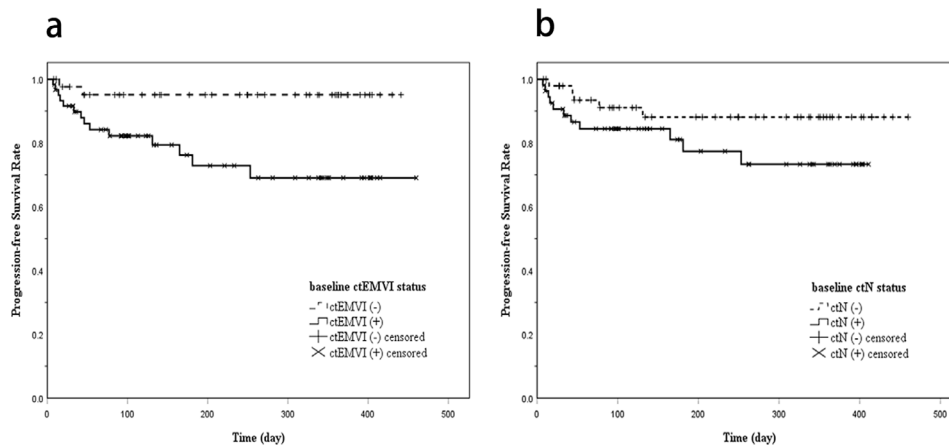 a
1.0
0.8
0.6
0.4
0.2
0.0
Progression-free Survival Rate
baseline ctEMVI status
ctEMVI (-)
ctEMVI (+)
ctEMVI (-) censored
ctEMVI (+) censored
0
100
200
300
400
500
Time (day)
b
1.0
0.8
0.6
0.4
0.2
0.0
Progression-free Survival Rate
baseline ctN status
ctN (-)
ctN (+)
ctN (-) censored
ctN (+) censored
0
100
200
300
400
500
Time (day)